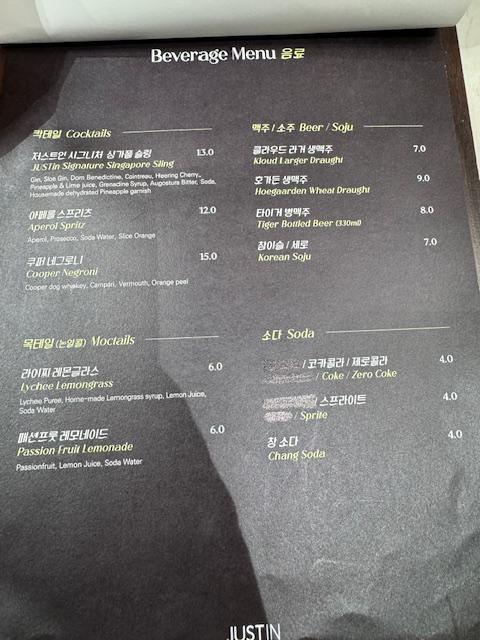 Beverage Menu 음료
칵테일 Cocktails
저스트인 시그니처 싱가폴 슬링 13.0
JUSTin Signature Singapore Sling
Gin, Sloe Gin, Dom Benedictine, Cointreau, Heering Cherry,
Pineapple & Lime juice, Grenadine Syrup, Augostura Bitter, Soda,
Housemade dehydrated Pineapple garnish
아페롤 스프리츠 12.0
Aperol Spritz
Aperol, Prosecco, Soda Water, Slice Orange
쿠퍼 네그로니 15.0
Cooper Negroni
Cooper dog whiskey, Campari, Vermouth, Orange peel
목테일 (논알콜) Moctails
라이찌 레몬글라스 6.0
Lychee Lemongrass
Lychee Puree, Home-made Lemongrass syrup, Lemon Juice,
Soda Water
패션프룻 레모네이드 6.0
Passion Fruit Lemonade
Passionfruit, Lemon Juice, Soda Water
맥주 / 소주 Beer / Soju
클라우드 라거 생맥주 7.0
Kloud Larger Draught
호가든 생맥주 9.0
Hoegaarden Wheat Draught
타이거 병맥주 8.0
Tiger Bottled Beer (330ml)
참이슬 / 새로 7.0
Korean Soju
소다 Soda
/ 코카콜라 / 제로콜라 4.0
/ Coke / Zero Coke
스프라이트 4.0
/ Sprite
창 소다 4.0
Chang Soda
JUSTIN